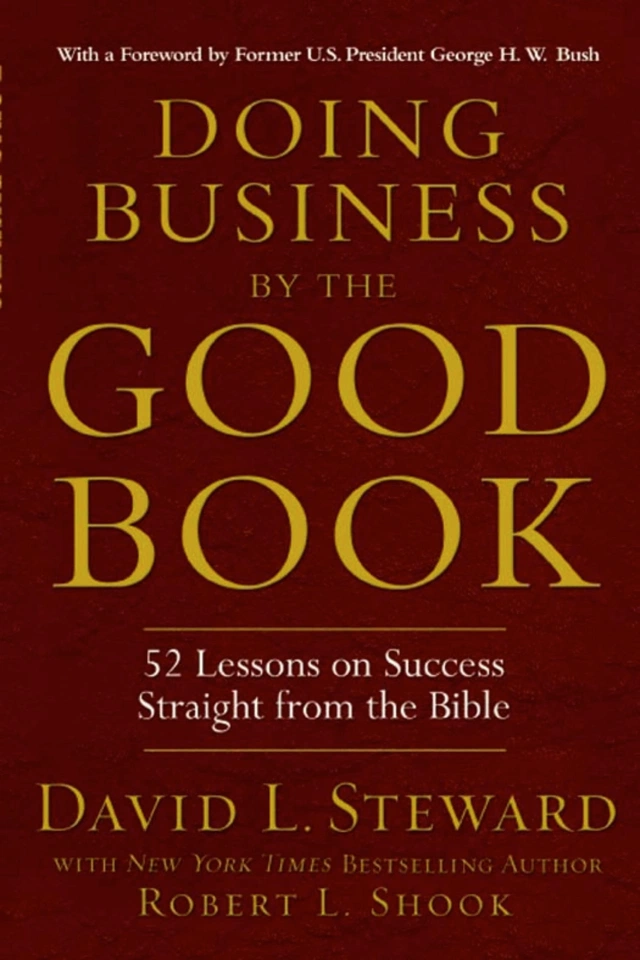 With a Foreword by Former U.S. President George H. W. Bush
DOING
BUSINESS
BY THE
GOOD
BOOK
52 Lessons on Success
Straight from the Bible
DAVID L. STEWARD
WITH NEW YORK TIMES BESTSELLING AUTHOR
ROBERT L. SHOOK